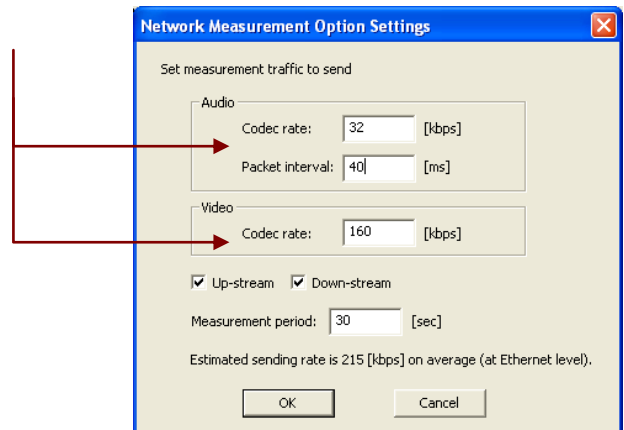 Network Measurement Option Settings
Set measurement traffic to send
Audio
Codec rate: 32 [kbps]
Packet interval: 40 [ms]
Video
Codec rate: 160 [kbps]
Up-stream Down-stream
Measurement period: 30 [sec]
Estimated sending rate is 215 [kbps] on average (at Ethernet level).
OK Cancel